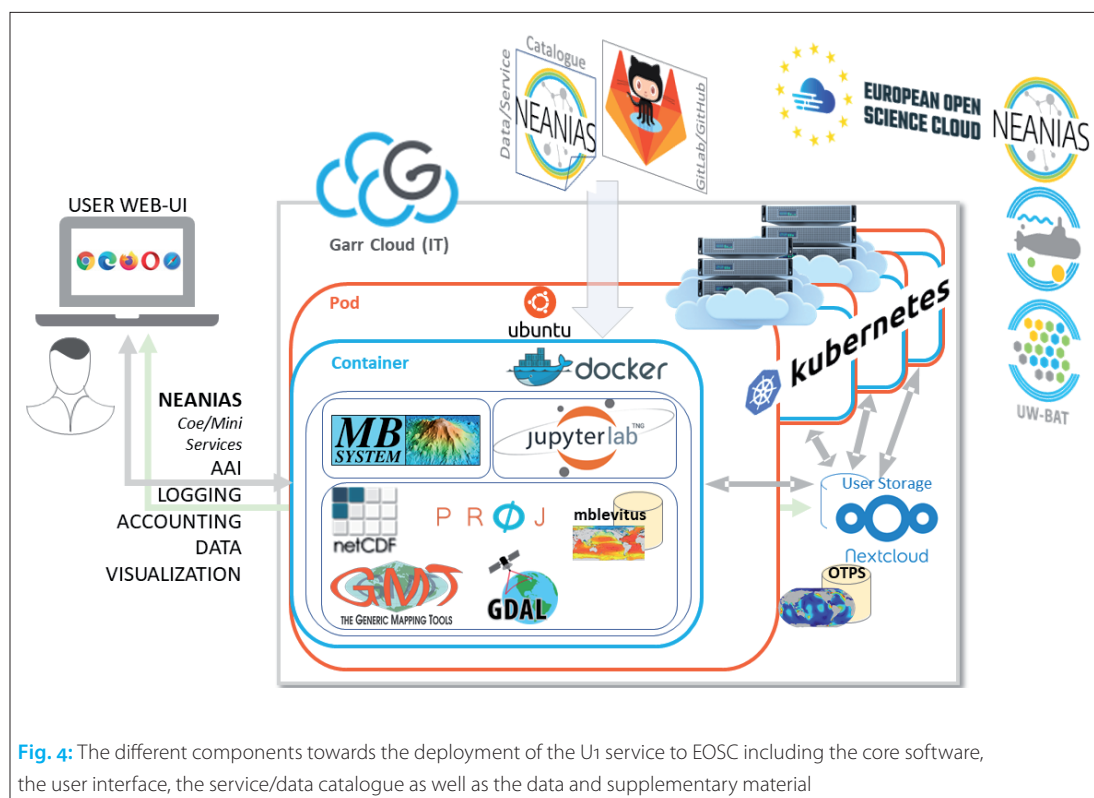 Catalogue
Data/Service
NEANIAS
GitLab/GitHub
EUROPEAN OPEN
SCIENCE CLOUD
NEANIAS
UW-BAT
G
Garr Cloud (IT)
USER WEB-UI
NEANIAS
Coe/Mini
Services
AAI
LOGGING
ACCOUNTING
DATA
VISUALIZATION
Pod
ubuntu
Container
docker
MB
SYSTEM
jupyterlab
TNG
netCDF
PROJ
mblevitus
GMT
THE GENERIC MAPPING TOOLS
GDAL
kubernetes
User Storage
Nextcloud
OTPS
Fig. 4: The different components towards the deployment of the U1 service to EOSC including the core software,
the user interface, the service/data catalogue as well as the data and supplementary material